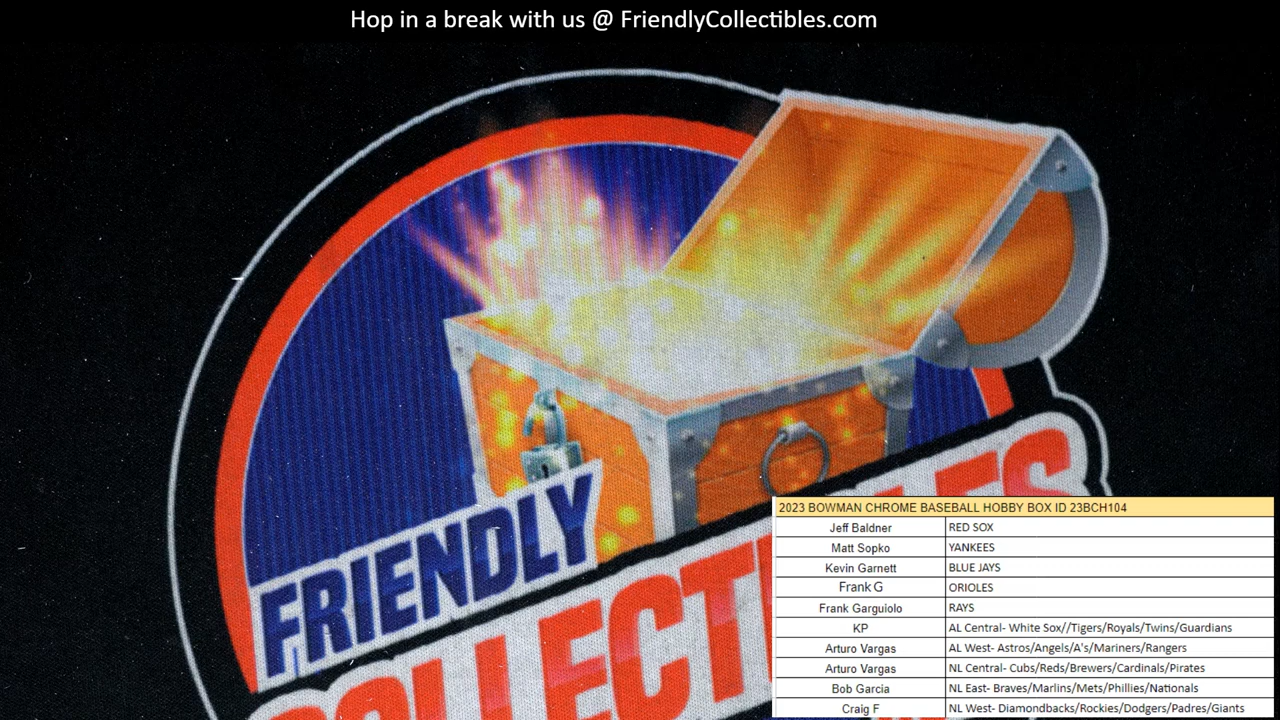 Hop in a break with us @ FriendlyCollectibles.com
FRIENDLY
2023 BOWMAN CHROME BASEBALL HOBBY BOX ID 23BCH104
Jeff Baldner RED SOX
Matt Sopko YANKEES
Kevin Garnett BLUE JAYS
Frank G ORIOLES
Frank Garguiolo RAYS
KP AL Central- White Sox//Tigers/Royals/Twins/Guardians
Arturo Vargas AL West- Astros/Angels/A's/Mariners/Rangers
Arturo Vargas NL Central- Cubs/Reds/Brewers/Cardinals/Pirates
Bob Garcia NL East- Braves/Marlins/Mets/Phillies/Nationals
Craig F NL West- Diamondbacks/Rockies/Dodgers/Padres/Giants